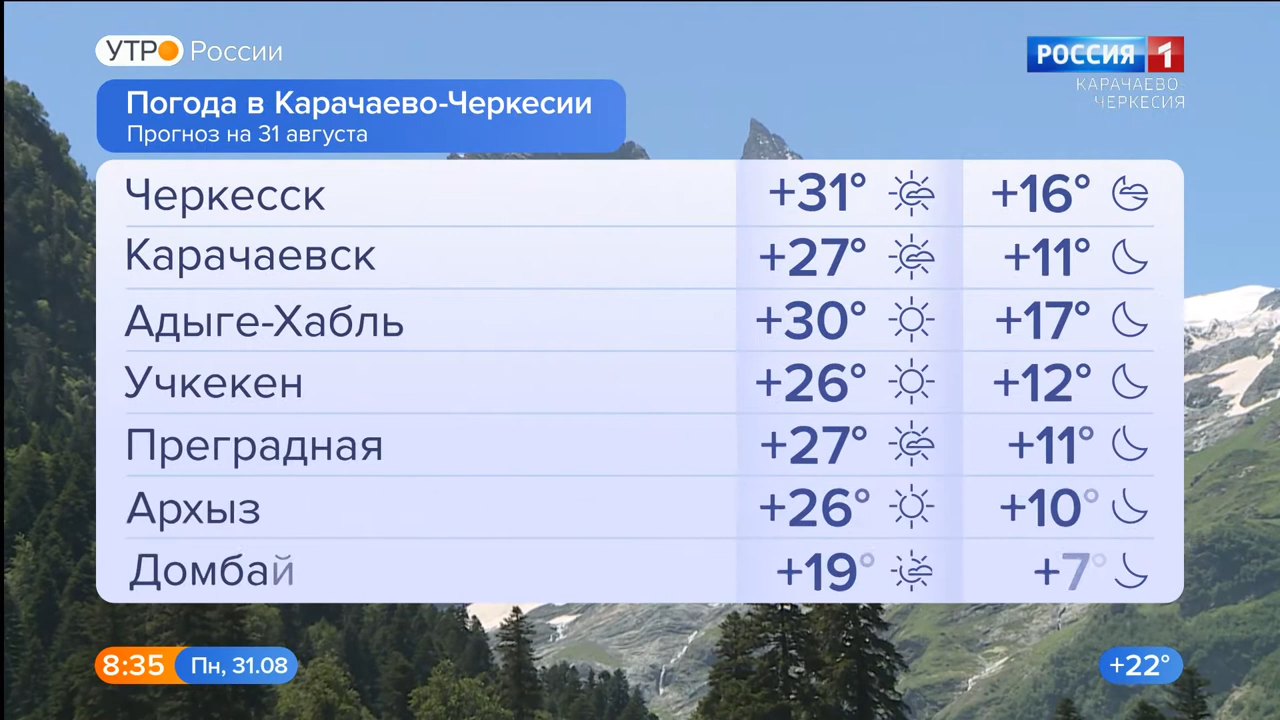 УТРО России
РОССИЯ 1
КАРАЧАЕВО-
ЧЕРКЕСИЯ
Погода в Карачаево-Черкесии
Прогноз на 31 августа
Черкесск +31° +16°
Карачаевск +27° +11°
Адыге-Хабль +30° +17°
Учкекен +26° +12°
Преградная +27° +11°
Архыз +26° +10°
Домбай +19° +7°
8:35 Пн, 31.08 +22°